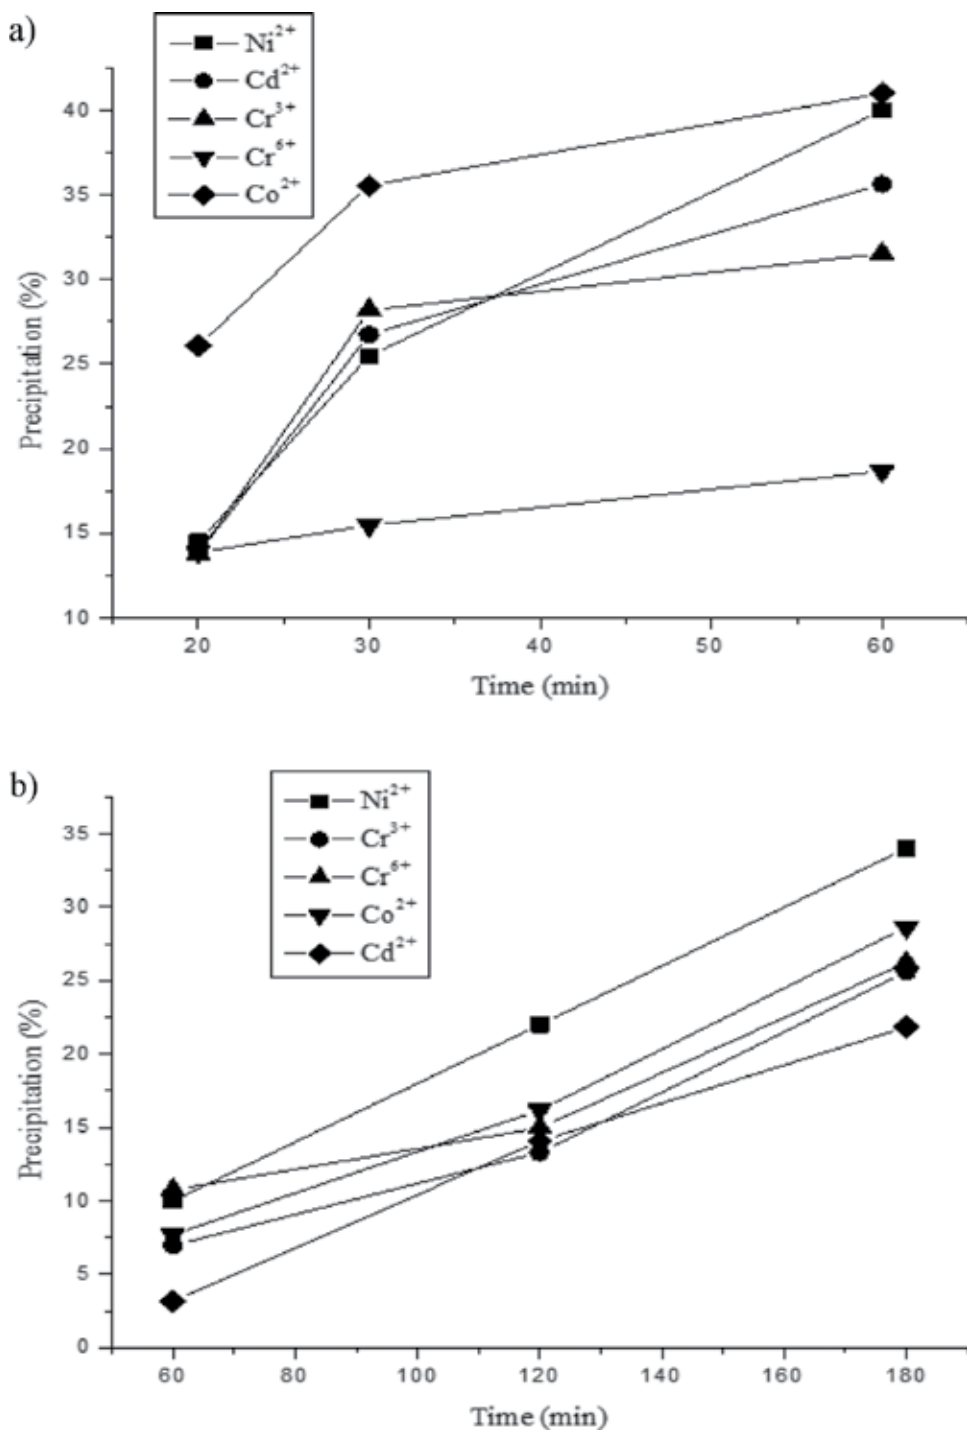 a)
Ni2+
Cd2+
Cr3+
Cr6+
Co2+
40
35
30
25
20
15
10
Precipitation (%)
20 30 40 50 60
Time (min)
b)
Ni2+
Cr3+
Cr6+
Co2+
Cd2+
35
30
25
20
15
10
5
0
Precipitation (%)
60 80 100 120 140 160 180
Time (min)